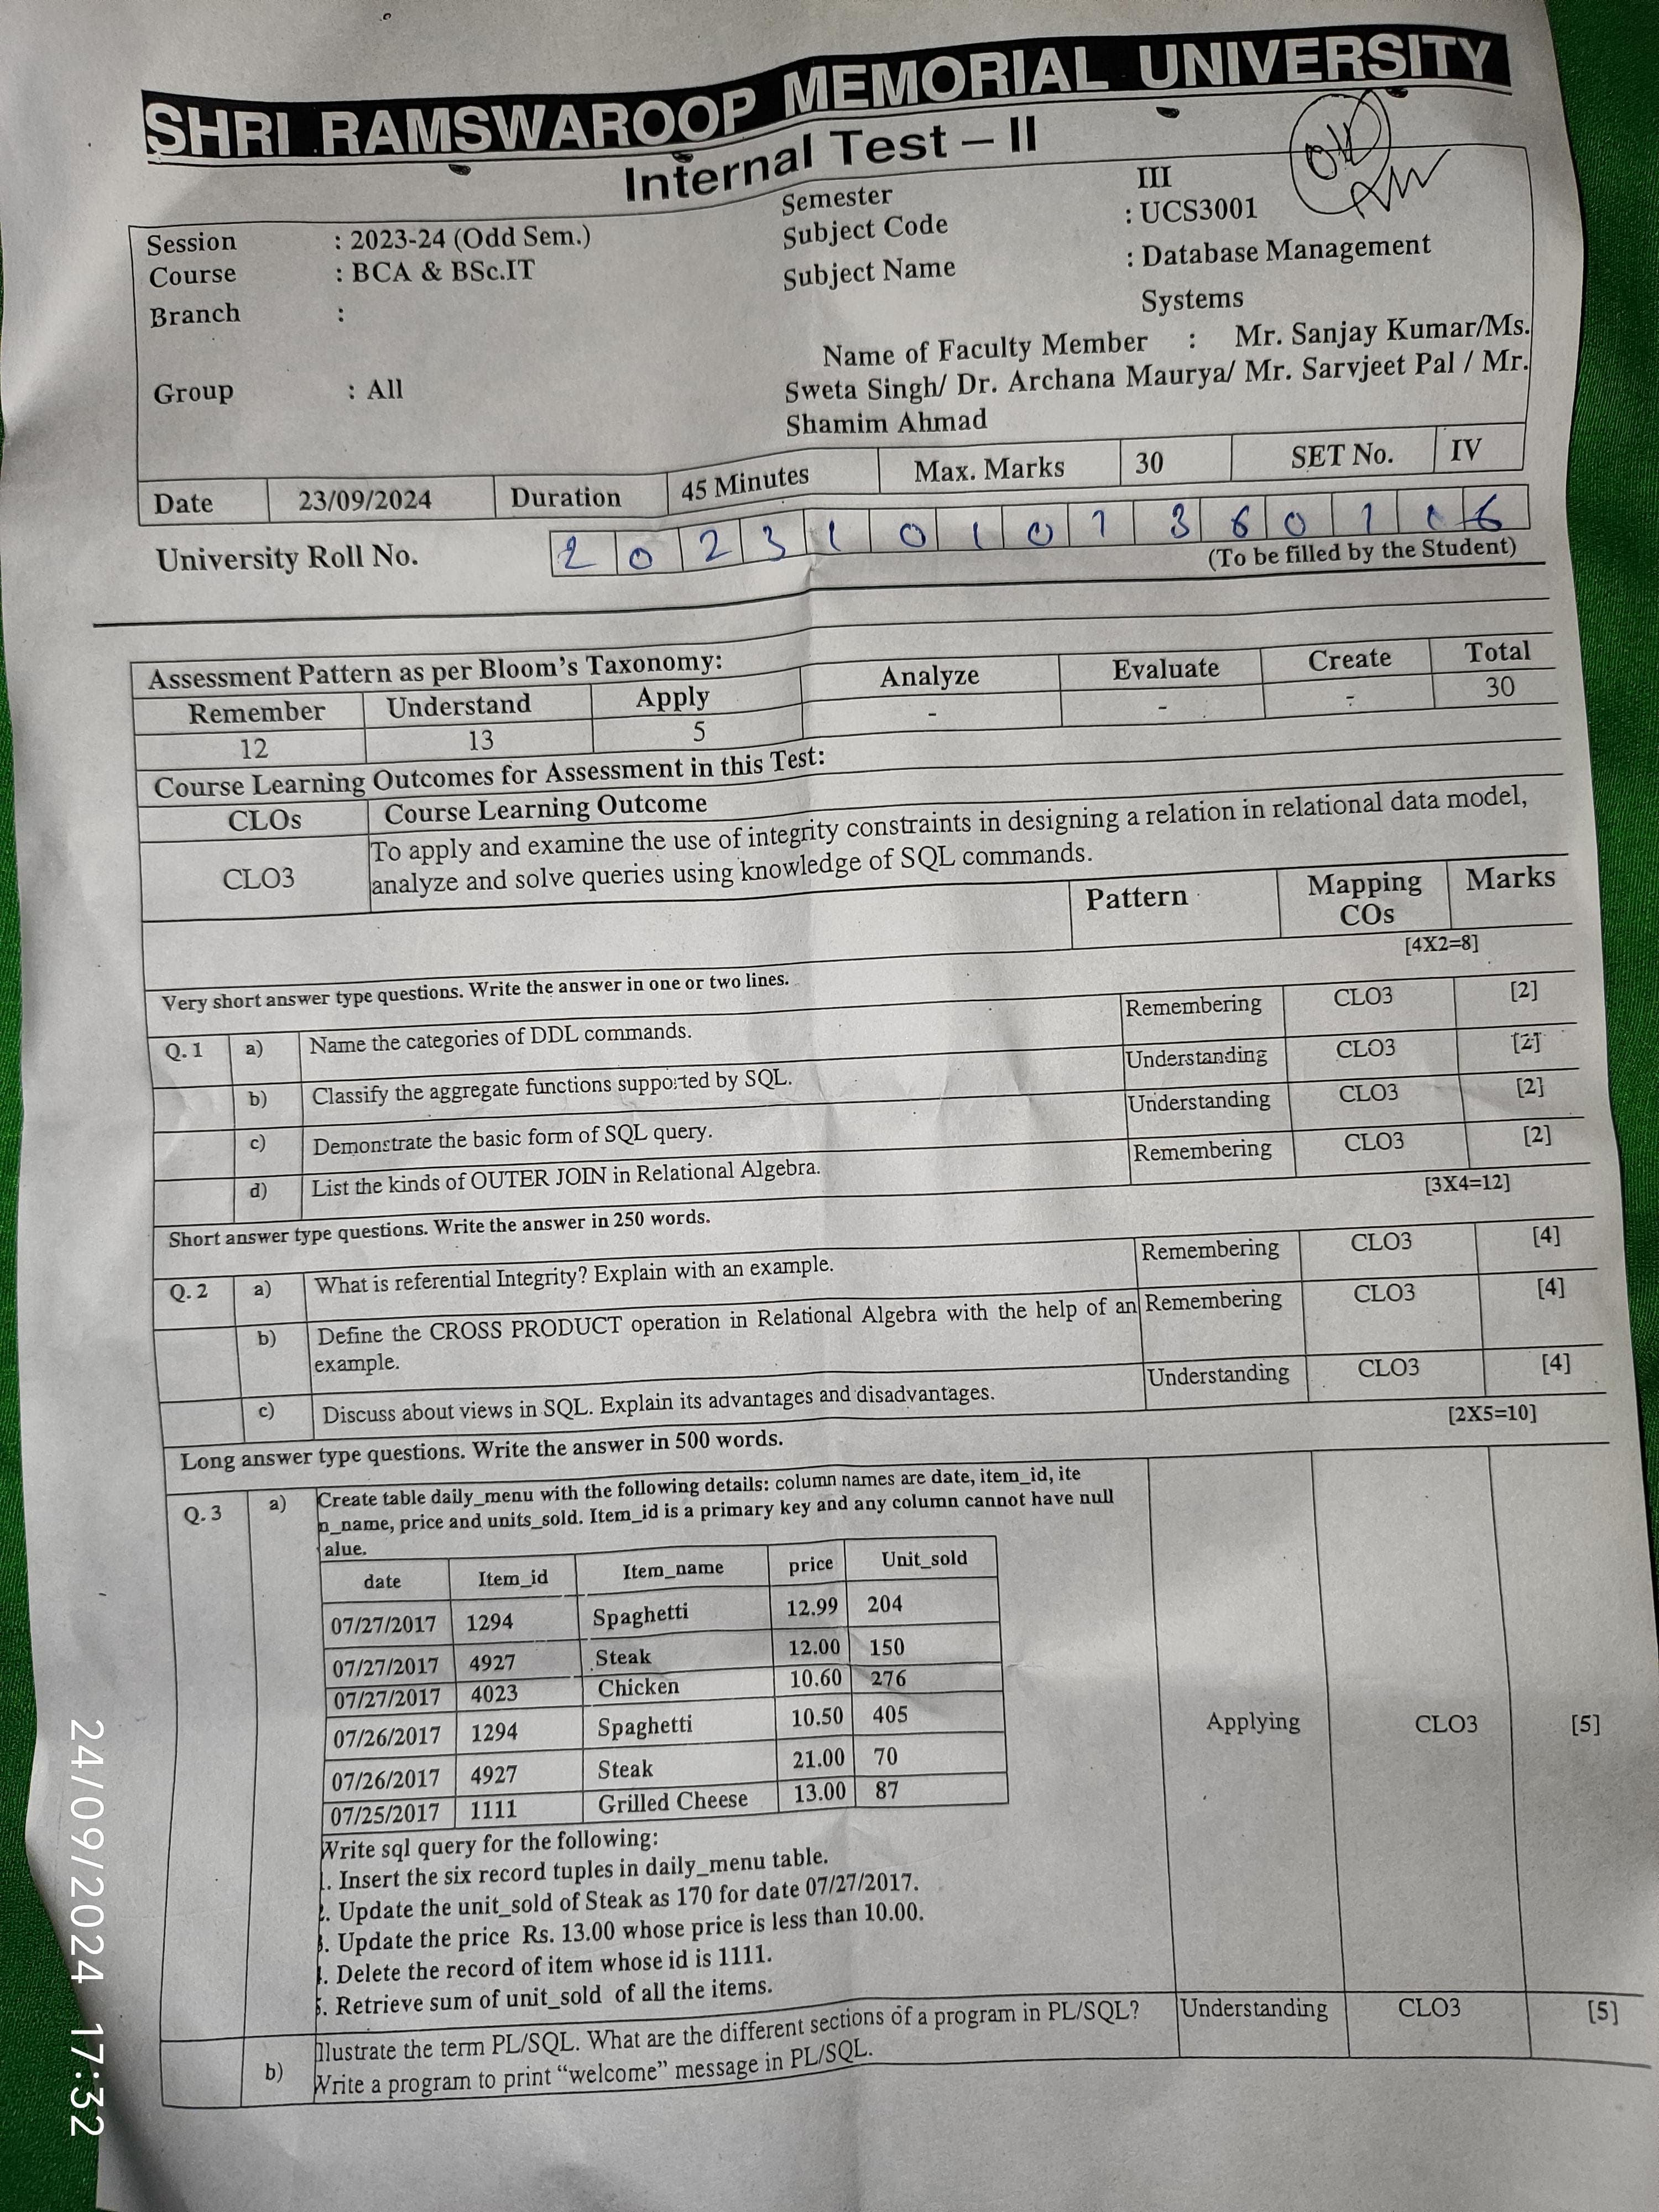 SHRI RAMSWAROOP MEMORIAL UNIVERSITY
Internal Test – II
OK
Session : 2023-24 (Odd Sem.) Semester III
Course : BCA & BSc.IT Subject Code : UCS3001
Branch : Subject Name : Database Management
Systems
Name of Faculty Member : Mr. Sanjay Kumar/Ms.
Group : All Sweta Singh/ Dr. Archana Maurya/ Mr. Sarvjeet Pal / Mr.
Shamim Ahmad
Date 23/09/2024 Duration 45 Minutes Max. Marks 30 SET No. IV
University Roll No. 2 0 2 3 1 0 1 0 1 3 6 0 1 1 6
(To be filled by the Student)
Assessment Pattern as per Bloom's Taxonomy:
Remember Understand Apply Analyze Evaluate Create Total
12 13 5 - - - 30
Course Learning Outcomes for Assessment in this Test:
CLOs Course Learning Outcome
CLO3 To apply and examine the use of integrity constraints in designing a relation in relational data model,
analyze and solve queries using knowledge of SQL commands.
Pattern Mapping COs Marks
Very short answer type questions. Write the answer in one or two lines. [4X2=8]
Q. 1 a) Name the categories of DDL commands. Remembering CLO3 [2]
b) Classify the aggregate functions supported by SQL. Understanding CLO3 [2]
c) Demonstrate the basic form of SQL query. Understanding CLO3 [2]
d) List the kinds of OUTER JOIN in Relational Algebra. Remembering CLO3 [2]
Short answer type questions. Write the answer in 250 words. [3X4=12]
Q. 2 a) What is referential Integrity? Explain with an example. Remembering CLO3 [4]
b) Define the CROSS PRODUCT operation in Relational Algebra with the help of an Remembering CLO3 [4]
example.
c) Discuss about views in SQL. Explain its advantages and disadvantages. Understanding CLO3 [4]
Long answer type questions. Write the answer in 500 words. [2X5=10]
Q. 3 a) Create table daily_menu with the following details: column names are date, item_id, ite
n_name, price and units_sold. Item_id is a primary key and any column cannot have null
alue.
date Item_id Item_name price Unit_sold
07/27/2017 1294 Spaghetti 12.99 204
07/27/2017 4927 Steak 12.00 150
07/27/2017 4023 Chicken 10.60 276
07/26/2017 1294 Spaghetti 10.50 405
07/26/2017 4927 Steak 21.00 70
07/25/2017 1111 Grilled Cheese 13.00 87
Applying CLO3 [5]
Write sql query for the following:
1. Insert the six record tuples in daily_menu table.
2. Update the unit_sold of Steak as 170 for date 07/27/2017.
3. Update the price Rs. 13.00 whose price is less than 10.00.
4. Delete the record of item whose id is 1111.
5. Retrieve sum of unit_sold of all the items.
b) Illustrate the term PL/SQL. What are the different sections of a program in PL/SQL? Understanding CLO3 [5]
Write a program to print “welcome” message in PL/SQL.
24/09/2024 17:32